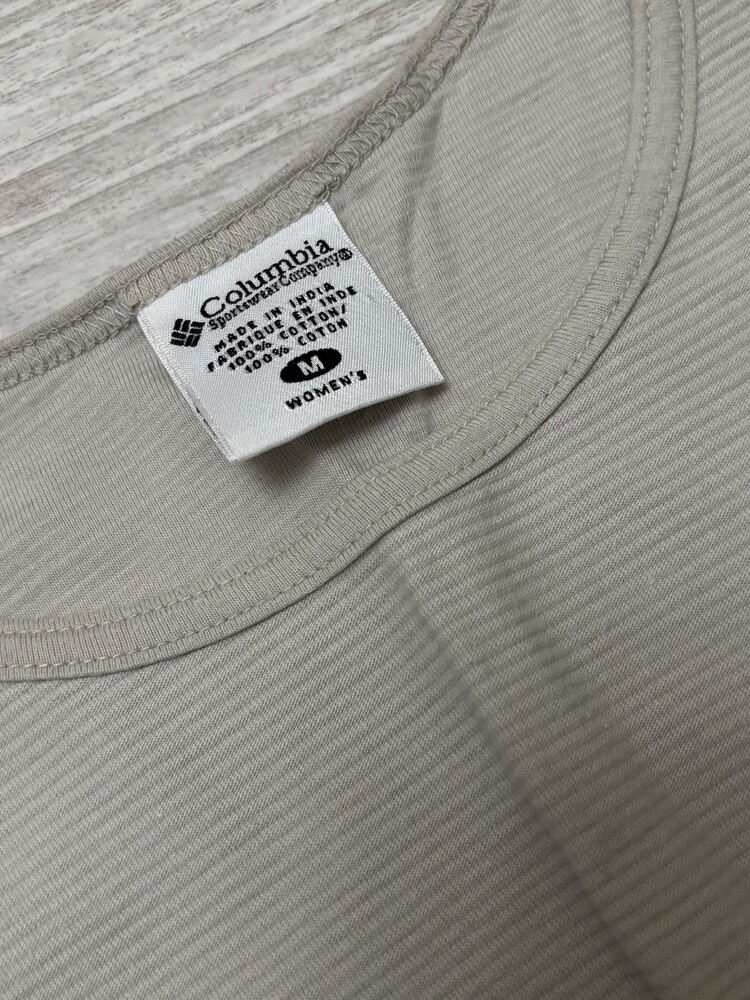 Columbia
Sportswear Company®
MADE IN INDIA
FABRIQUE EN INDE
100% COTTON/
100% COTON
M
WOMEN's